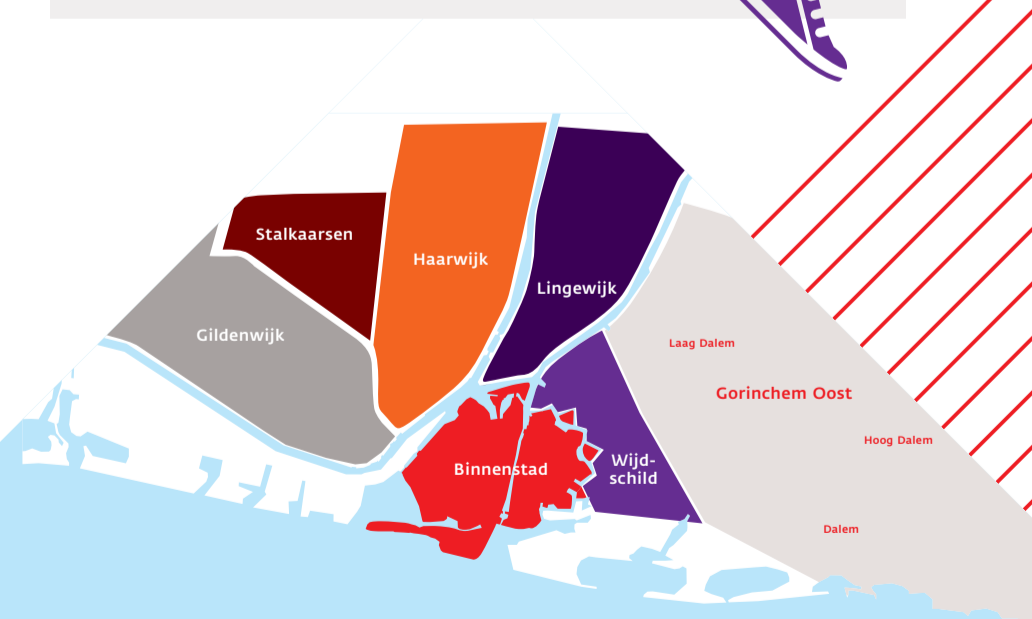 Stalkaarsen
Haarwijk
Lingewijk
Gildenwijk
Laag Dalem
Gorinchem Oost
Hoog Dalem
Binnenstad
Wijd-
schild
Dalem